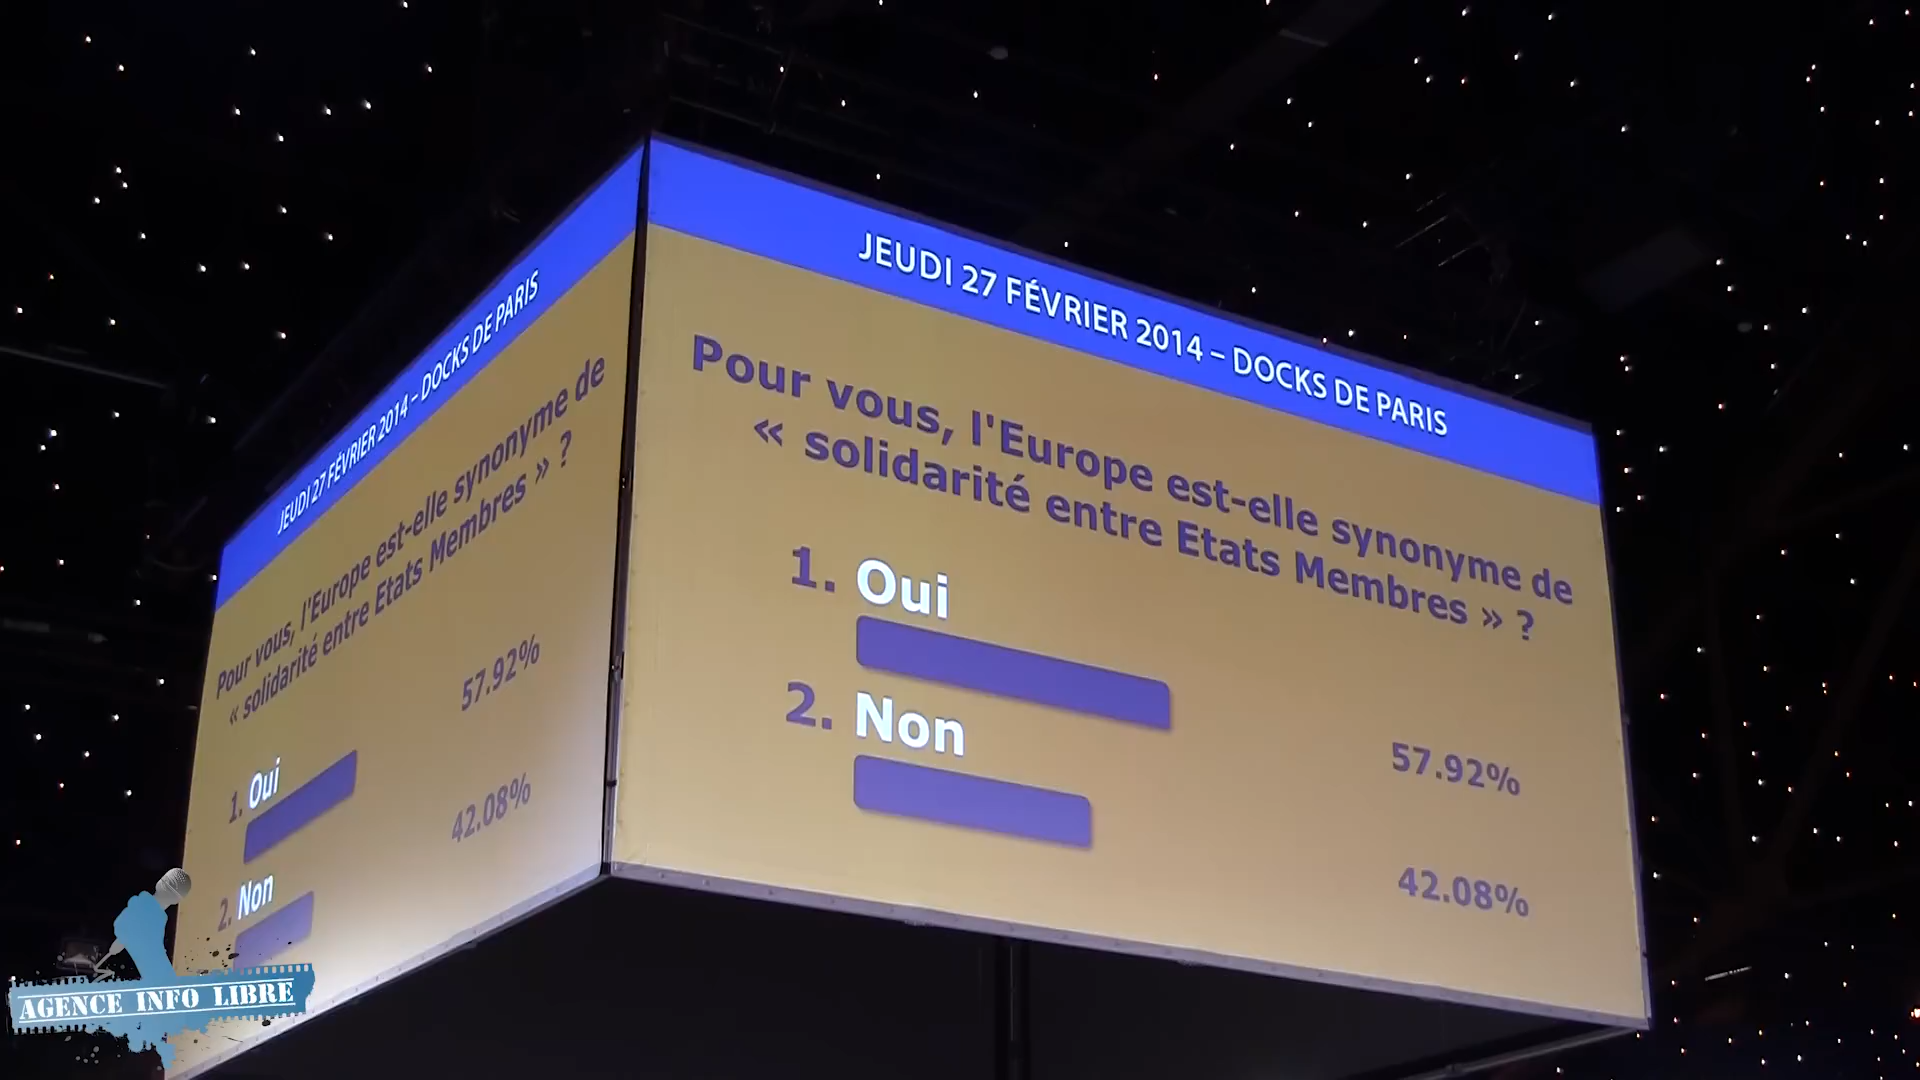 JEUDI 27 FÉVRIER 2014 – DOCKS DE PARIS
Pour vous, l'Europe est-elle synonyme de
« solidarité entre Etats Membres » ?
57.92%
1. Oui
42.08%
2. Non
JEUDI 27 FÉVRIER 2014 – DOCKS DE PARIS
Pour vous, l'Europe est-elle synonyme de
« solidarité entre Etats Membres » ?
1. Oui
57.92%
2. Non
42.08%
AGENCE INFO LIBRE